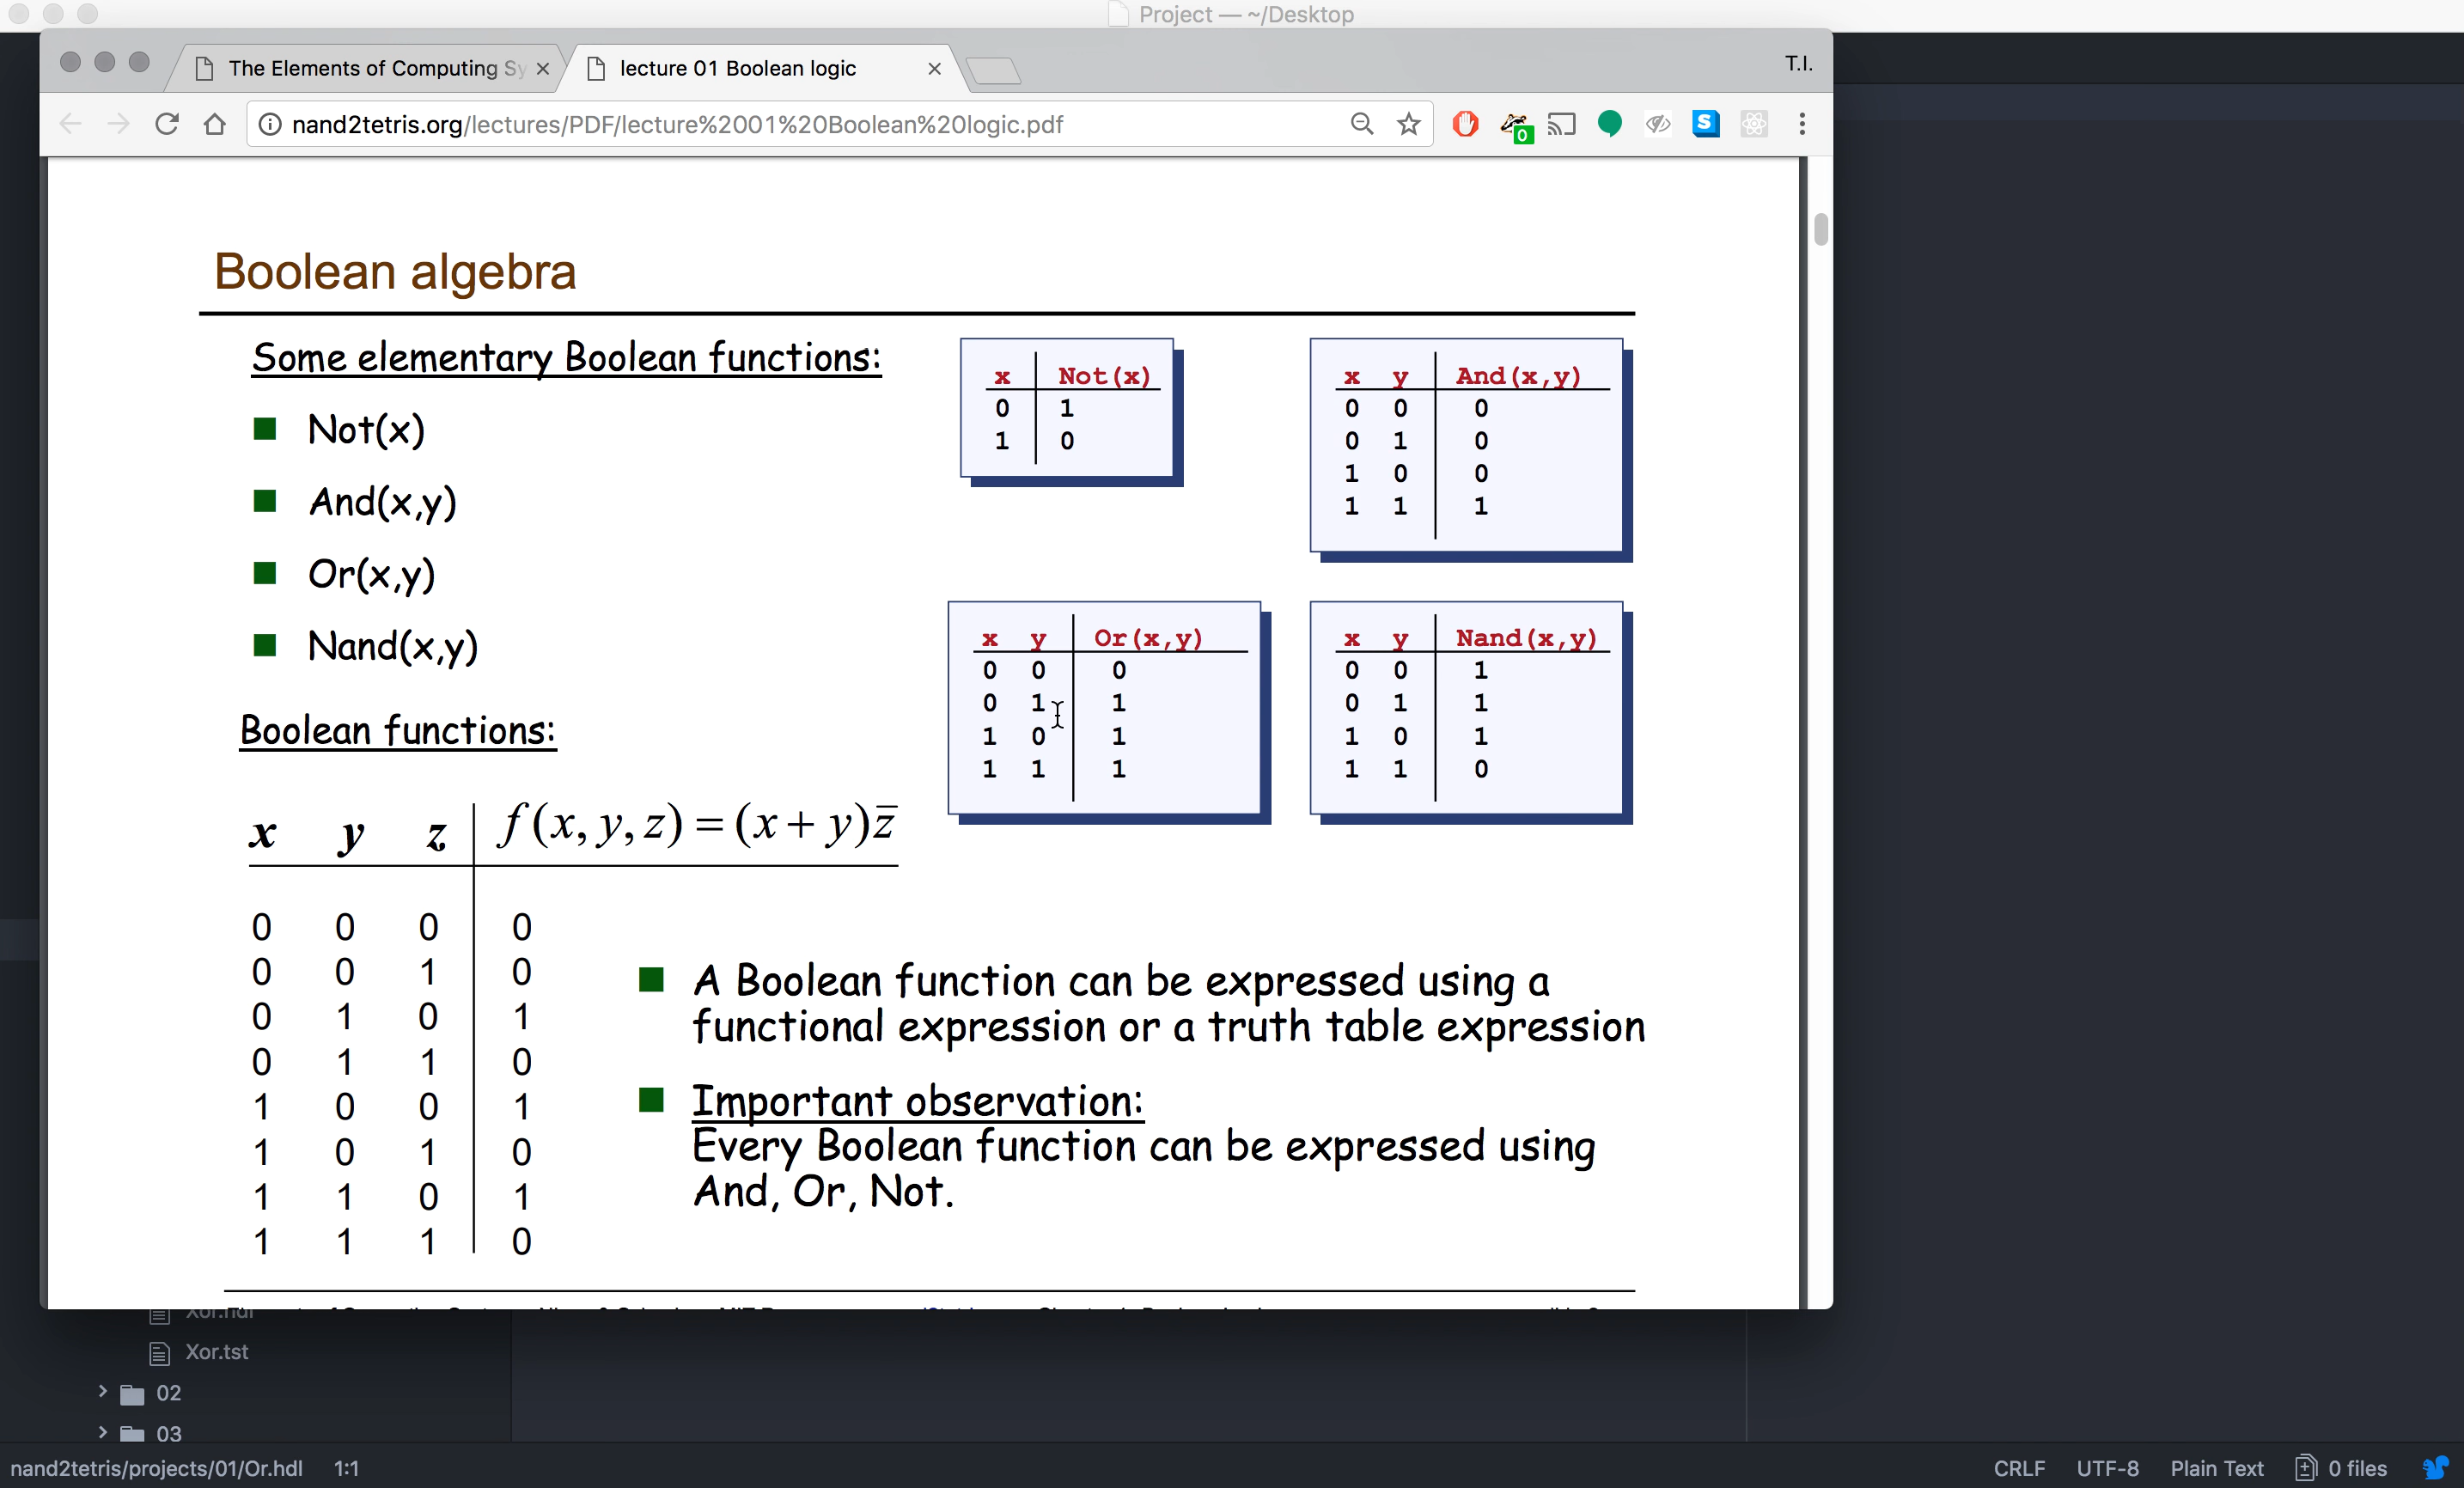 Project — ~/Desktop
The Elements of Computing Sy
lecture 01 Boolean logic
T.I.
nand2tetris.org/lectures/PDF/lecture%2001%20Boolean%20logic.pdf
0
S
Boolean algebra
Some elementary Boolean functions:
Not(x)
And(x,y)
Or(x,y)
Nand(x,y)
x Not(x)
0 1
1 0
x y And(x,y)
0 0 0
0 1 0
1 0 0
1 1 1
x y Or(x,y)
0 0 0
0 1 1
1 0 1
1 1 1
x y Nand(x,y)
0 0 1
0 1 1
1 0 1
1 1 0
Boolean functions:
x y z f(x, y, z) = (x + y)z̅
0 0 0 0
0 0 1 0
0 1 0 1
0 1 1 0
1 0 0 1
1 0 1 0
1 1 0 1
1 1 1 0
A Boolean function can be expressed using a
functional expression or a truth table expression
Important observation:
Every Boolean function can be expressed using
And, Or, Not.
Xor.hdl
Xor.tst
02
03
nand2tetris/projects/01/Or.hdl 1:1
CRLF UTF-8 Plain Text 0 files